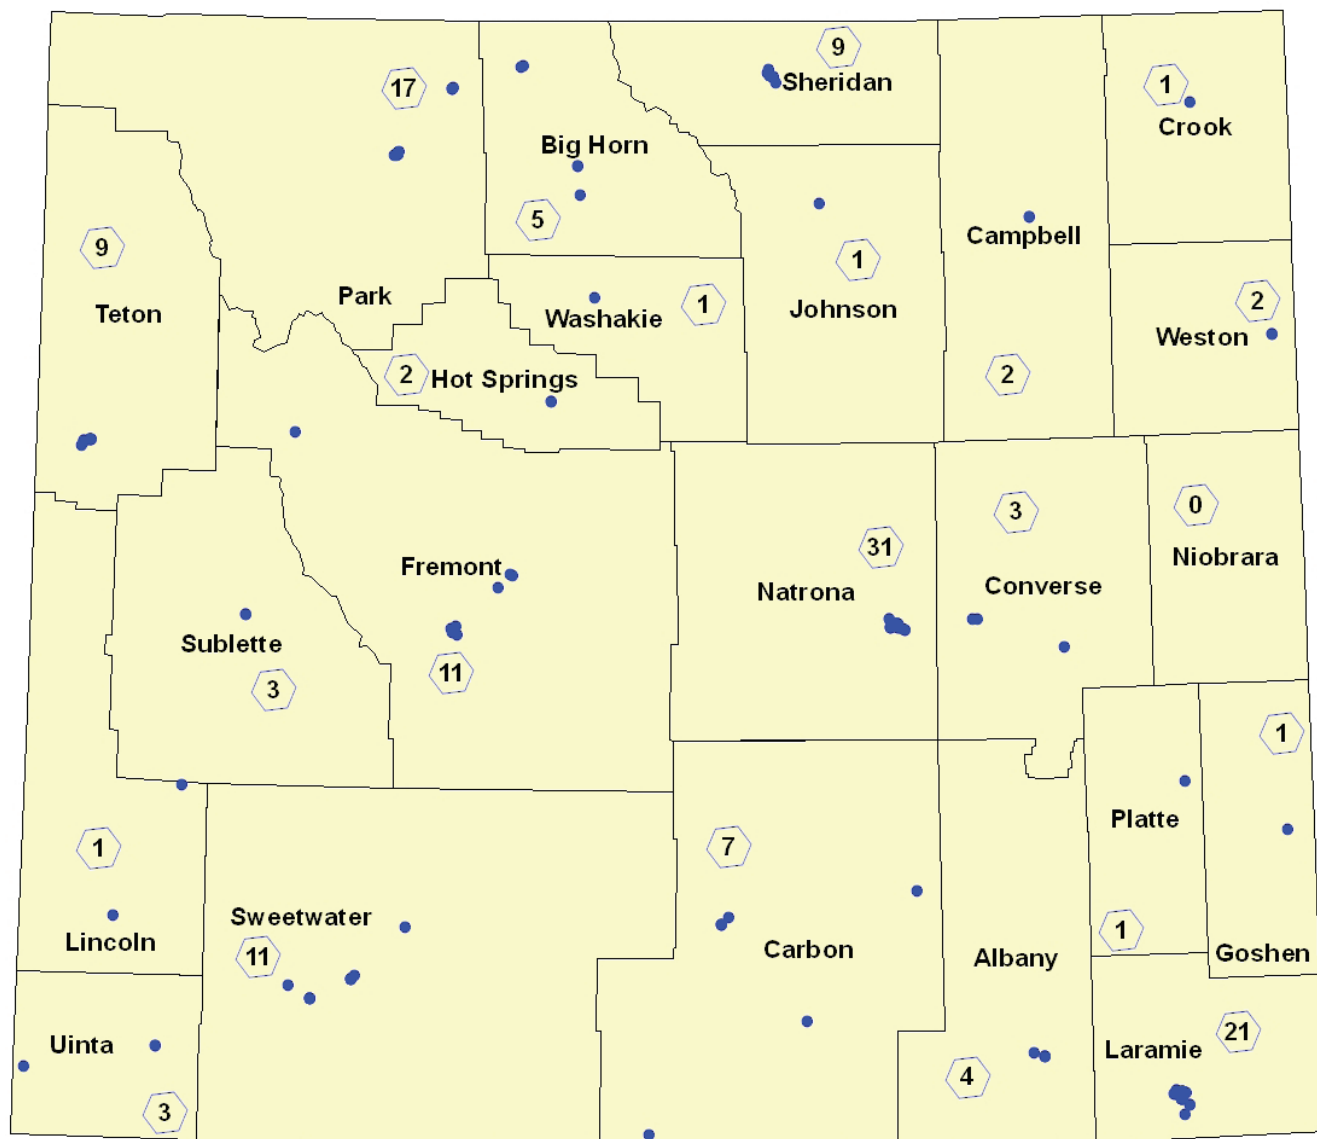 9
17
Sheridan
1
Crook
Big Horn
5
Campbell
9
Teton
1
Johnson
Park
Washakie
1
2
Weston
2
Hot Springs
2
3
0
31
Niobrara
Fremont
Natrona
Converse
Sublette
3
11
1
Platte
1
Lincoln
7
Sweetwater
11
Carbon
Albany
1
Goshen
Uinta
3
4
Laramie
21